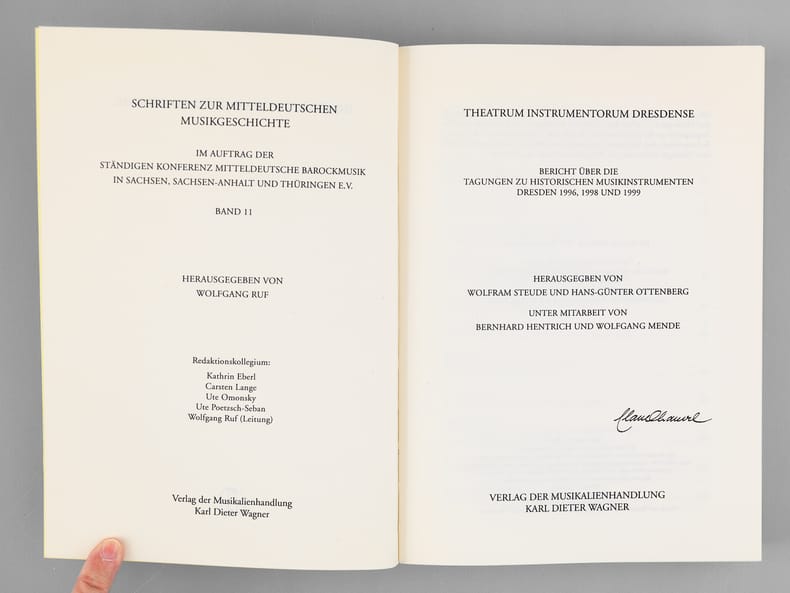 SCHRIFTEN ZUR MITTELDEUTSCHEN
MUSIKGESCHICHTE
IM AUFTRAG DER
STÄNDIGEN KONFERENZ MITTELDEUTSCHE BAROCKMUSIK
IN SACHSEN, SACHSEN-ANHALT UND THÜRINGEN E.V.
BAND 11
HERAUSGEGEBEN VON
WOLFGANG RUF
Redaktionskollegium:
Kathrin Eberl
Carsten Lange
Ute Omonsky
Ute Poetzsch-Seban
Wolfgang Ruf (Leitung)
Verlag der Musikalienhandlung
Karl Dieter Wagner
THEATRUM INSTRUMENTORUM DRESDENSE
BERICHT ÜBER DIE
TAGUNGEN ZU HISTORISCHEN MUSIKINSTRUMENTEN
DRESDEN 1996, 1998 UND 1999
HERAUSGEGBEN VON
WOLFRAM STEUDE UND HANS-GÜNTER OTTENBERG
UNTER MITARBEIT VON
BERNHARD HENTRICH UND WOLFGANG MENDE
VERLAG DER MUSIKALIENHANDLUNG
KARL DIETER WAGNER